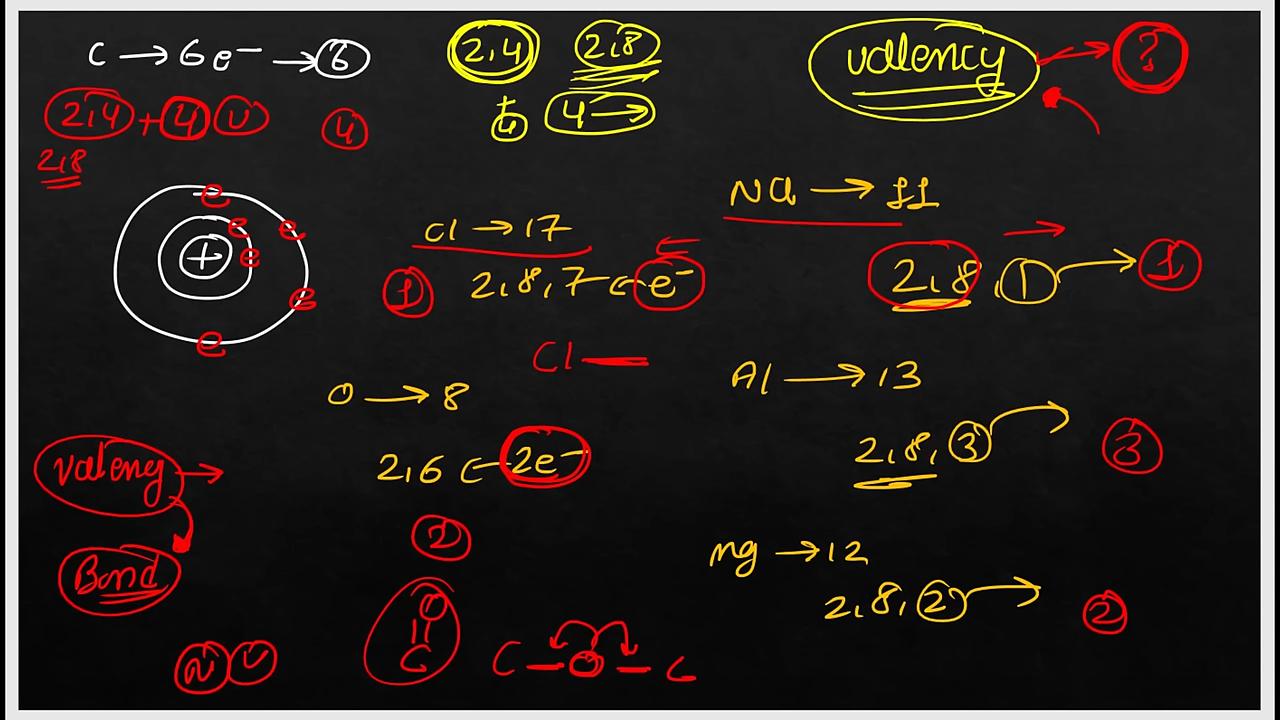 C → 6e⁻ → 6
2,4 2,8
valency → ?
2,4 + 4
4
+4 4 →
2,8
e
e e
+ e
e
e
Na → 11
2,8,1 → 1
Cl → 17
1 2,8,7 ← e⁻
Cl —
O → 8
2,6 ← 2e⁻
2
Al → 13
2,8,3 → 3
Mg → 12
2,8,2 → 2
Valeny →
Bond
O
||
C
C — O — C